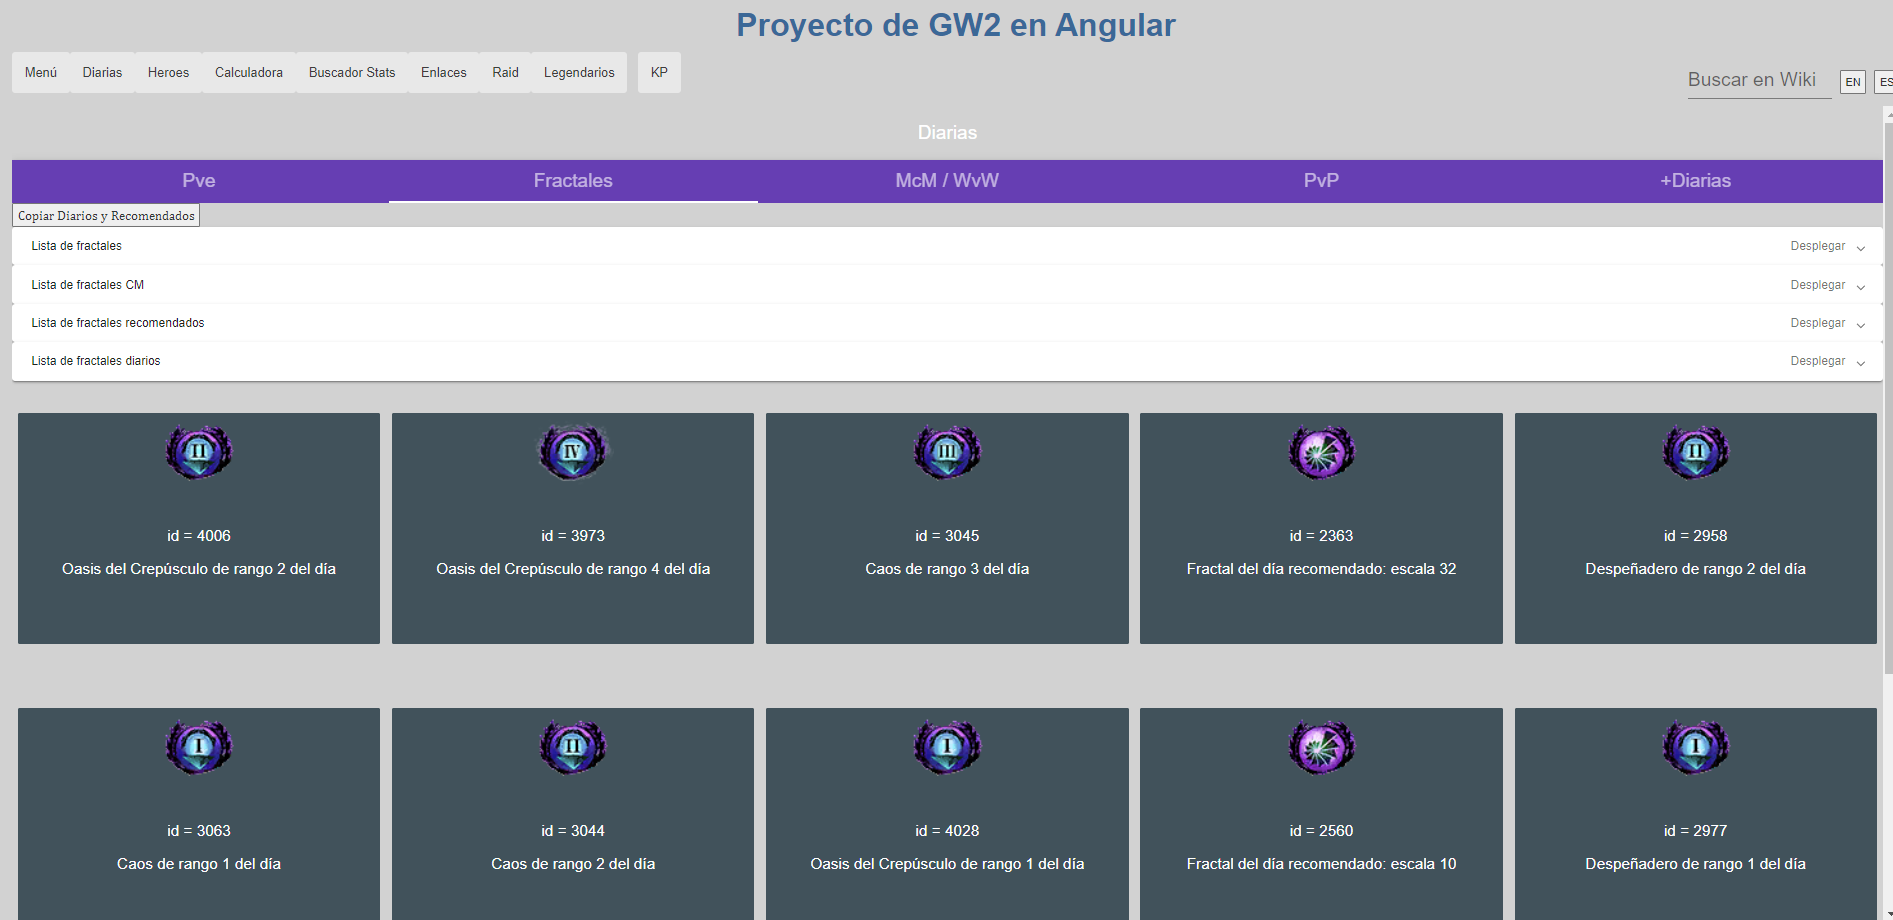 Proyecto de GW2 en Angular
Menú Diarias Heroes Calculadora Buscador Stats Enlaces Raid Legendarios KP
Buscar en Wiki EN ES
Diarias
Pve Fractales McM / WvW PvP +Diarias
Copiar Diarios y Recomendados
Lista de fractales Desplegar
Lista de fractales CM Desplegar
Lista de fractales recomendados Desplegar
Lista de fractales diarios Desplegar
II IV III II
id = 4006 id = 3973 id = 3045 id = 2363 id = 2958
Oasis del Crepúsculo de rango 2 del día Oasis del Crepúsculo de rango 4 del día Caos de rango 3 del día Fractal del día recomendado: escala 32 Despeñadero de rango 2 del día
I II I I
id = 3063 id = 3044 id = 4028 id = 2560 id = 2977
Caos de rango 1 del día Caos de rango 2 del día Oasis del Crepúsculo de rango 1 del día Fractal del día recomendado: escala 10 Despeñadero de rango 1 del día